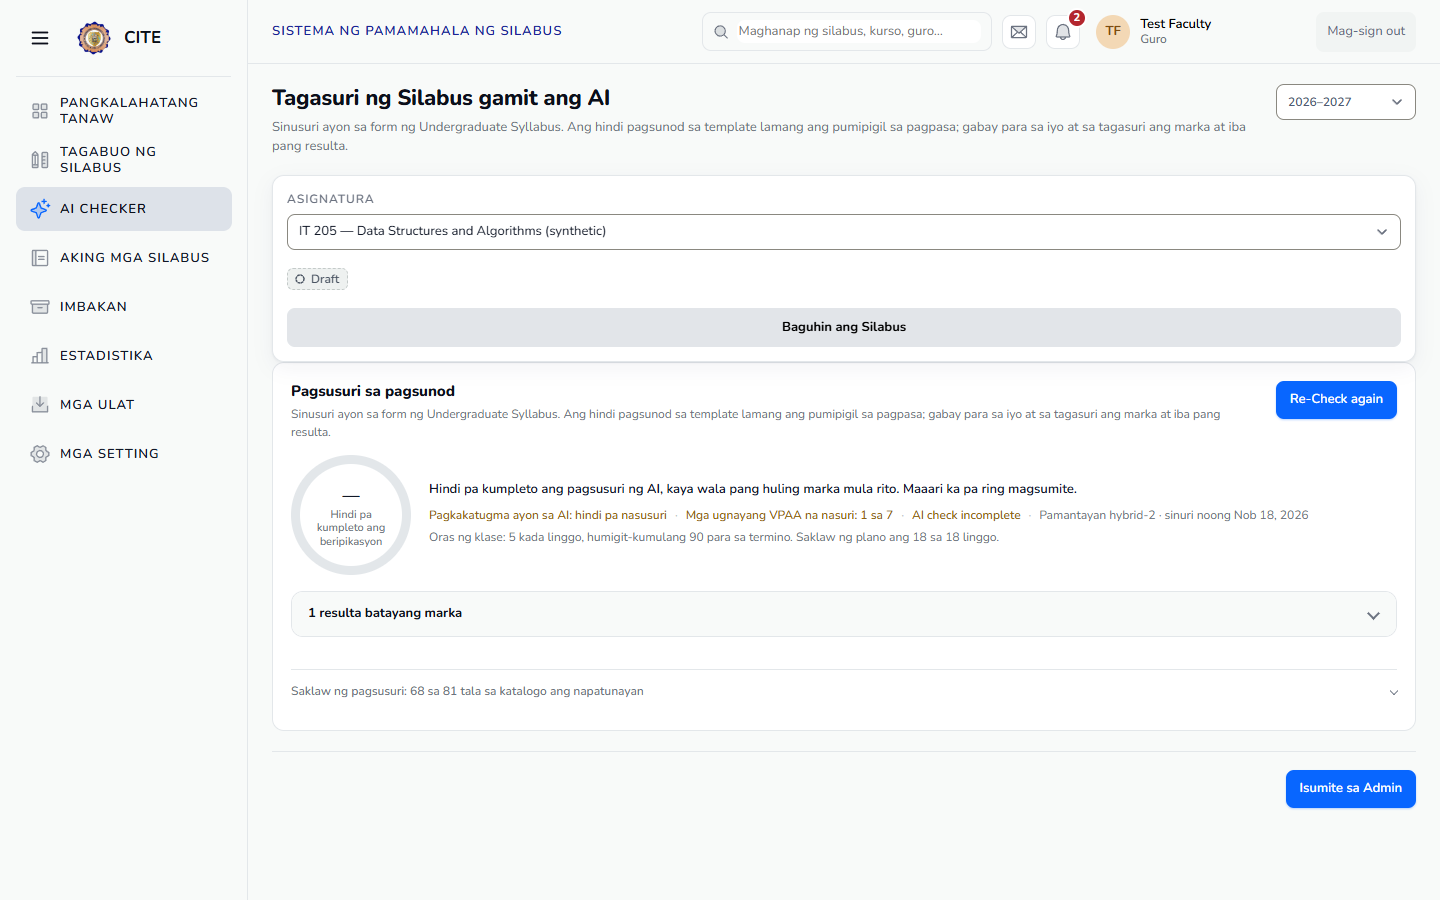 CITE
PANGKALAHATANG
TANAW
TAGABUO NG
SILABUS
AI CHECKER
AKING MGA SILABUS
IMBAKAN
ESTADISTIKA
MGA ULAT
MGA SETTING
SISTEMA NG PAMAMAHALA NG SILABUS
Maghanap ng silabus, kurso, guro...
2
TF
Test Faculty
Guro
Mag-sign out
Tagasuri ng Silabus gamit ang AI
Sinusuri ayon sa form ng Undergraduate Syllabus. Ang hindi pagsunod sa template lamang ang pumipigil sa pagpasa; gabay para sa iyo at sa tagasuri ang marka at iba
pang resulta.
2026–2027
ASIGNATURA
IT 205 — Data Structures and Algorithms (synthetic)
Draft
Baguhin ang Silabus
Pagsusuri sa pagsunod
Sinusuri ayon sa form ng Undergraduate Syllabus. Ang hindi pagsunod sa template lamang ang pumipigil sa pagpasa; gabay para sa iyo at sa tagasuri ang marka at iba pang
resulta.
Re-Check again
—
Hindi pa
kumpleto ang
beripikasyon
Hindi pa kumpleto ang pagsusuri ng AI, kaya wala pang huling marka mula rito. Maaari ka pa ring magsumite.
Pagkakatugma ayon sa AI: hindi pa nasusuri · Mga ugnayang VPAA na nasuri: 1 sa 7 · AI check incomplete · Pamantayan hybrid-2 · sinuri noong Nob 18, 2026
Oras ng klase: 5 kada linggo, humigit-kumulang 90 para sa termino. Saklaw ng plano ang 18 sa 18 linggo.
1 resulta batayang marka
Saklaw ng pagsusuri: 68 sa 81 tala sa katalogo ang napatunayan
Isumite sa Admin